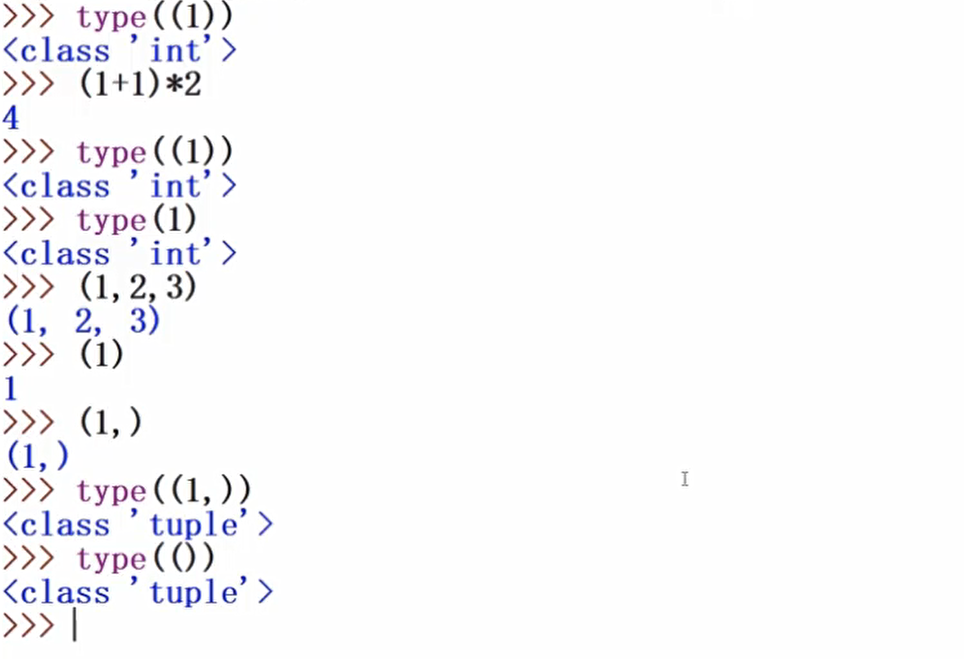 >>> type((1))
<class 'int'>
>>> (1+1)*2
4
>>> type((1))
<class 'int'>
>>> type(1)
<class 'int'>
>>> (1,2,3)
(1, 2, 3)
>>> (1)
1
>>> (1,)
(1,)
>>> type((1,))
<class 'tuple'>
>>> type(())
<class 'tuple'>
>>>